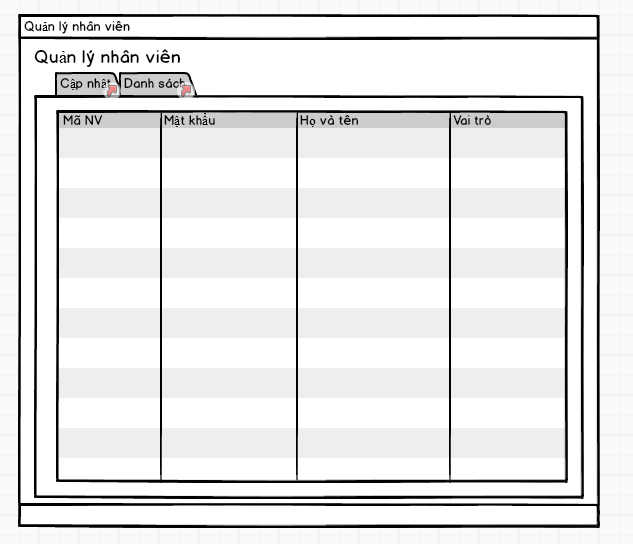 Quản lý nhân viên
Quản lý nhân viên
Cập nhật Danh sách
Mã NV Mật khẩu Họ và tên Vai trò